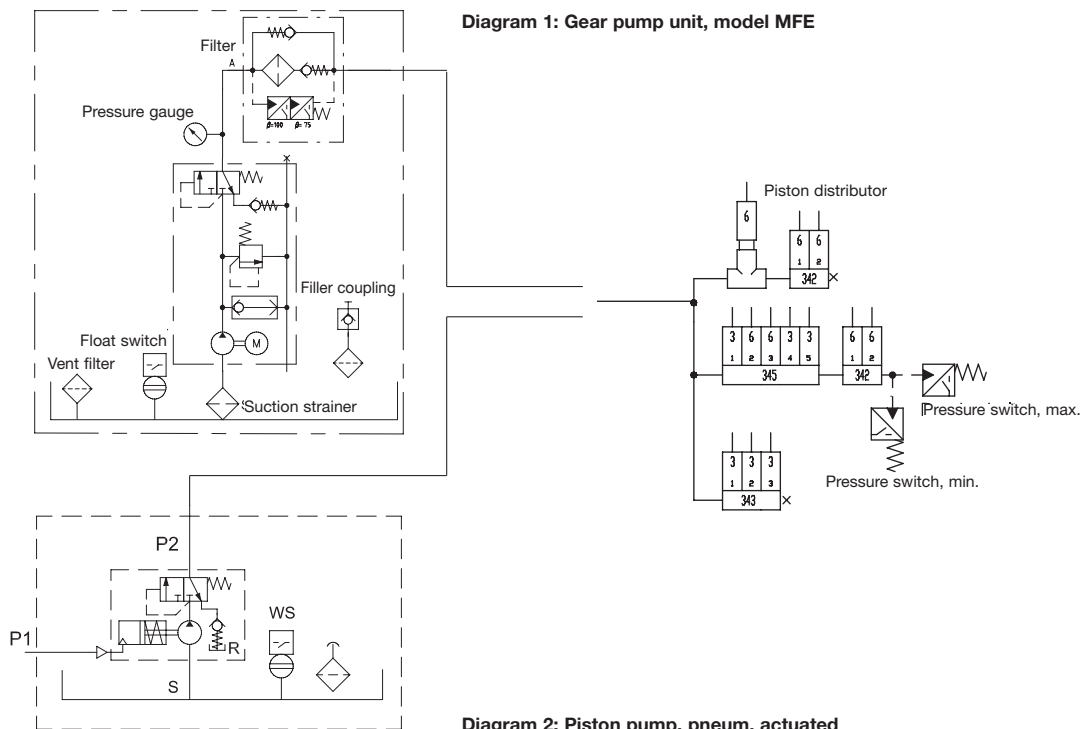 Diagram 1: Gear pump unit, model MFE
Filter
A
Pressure gauge
β=100 β= 75
Piston distributor
6
6 6
1 2
342
Filler coupling
M
Float switch
Vent filter
Suction strainer
3 6 6 3 3
1 2 3 4 5
345
6 6
1 2
342
Pressure switch, max.
Pressure switch, min.
3 3 3
1 2 3
343
P2
WS
P1
R
S
Diagram 2: Piston pump, pneum. actuated